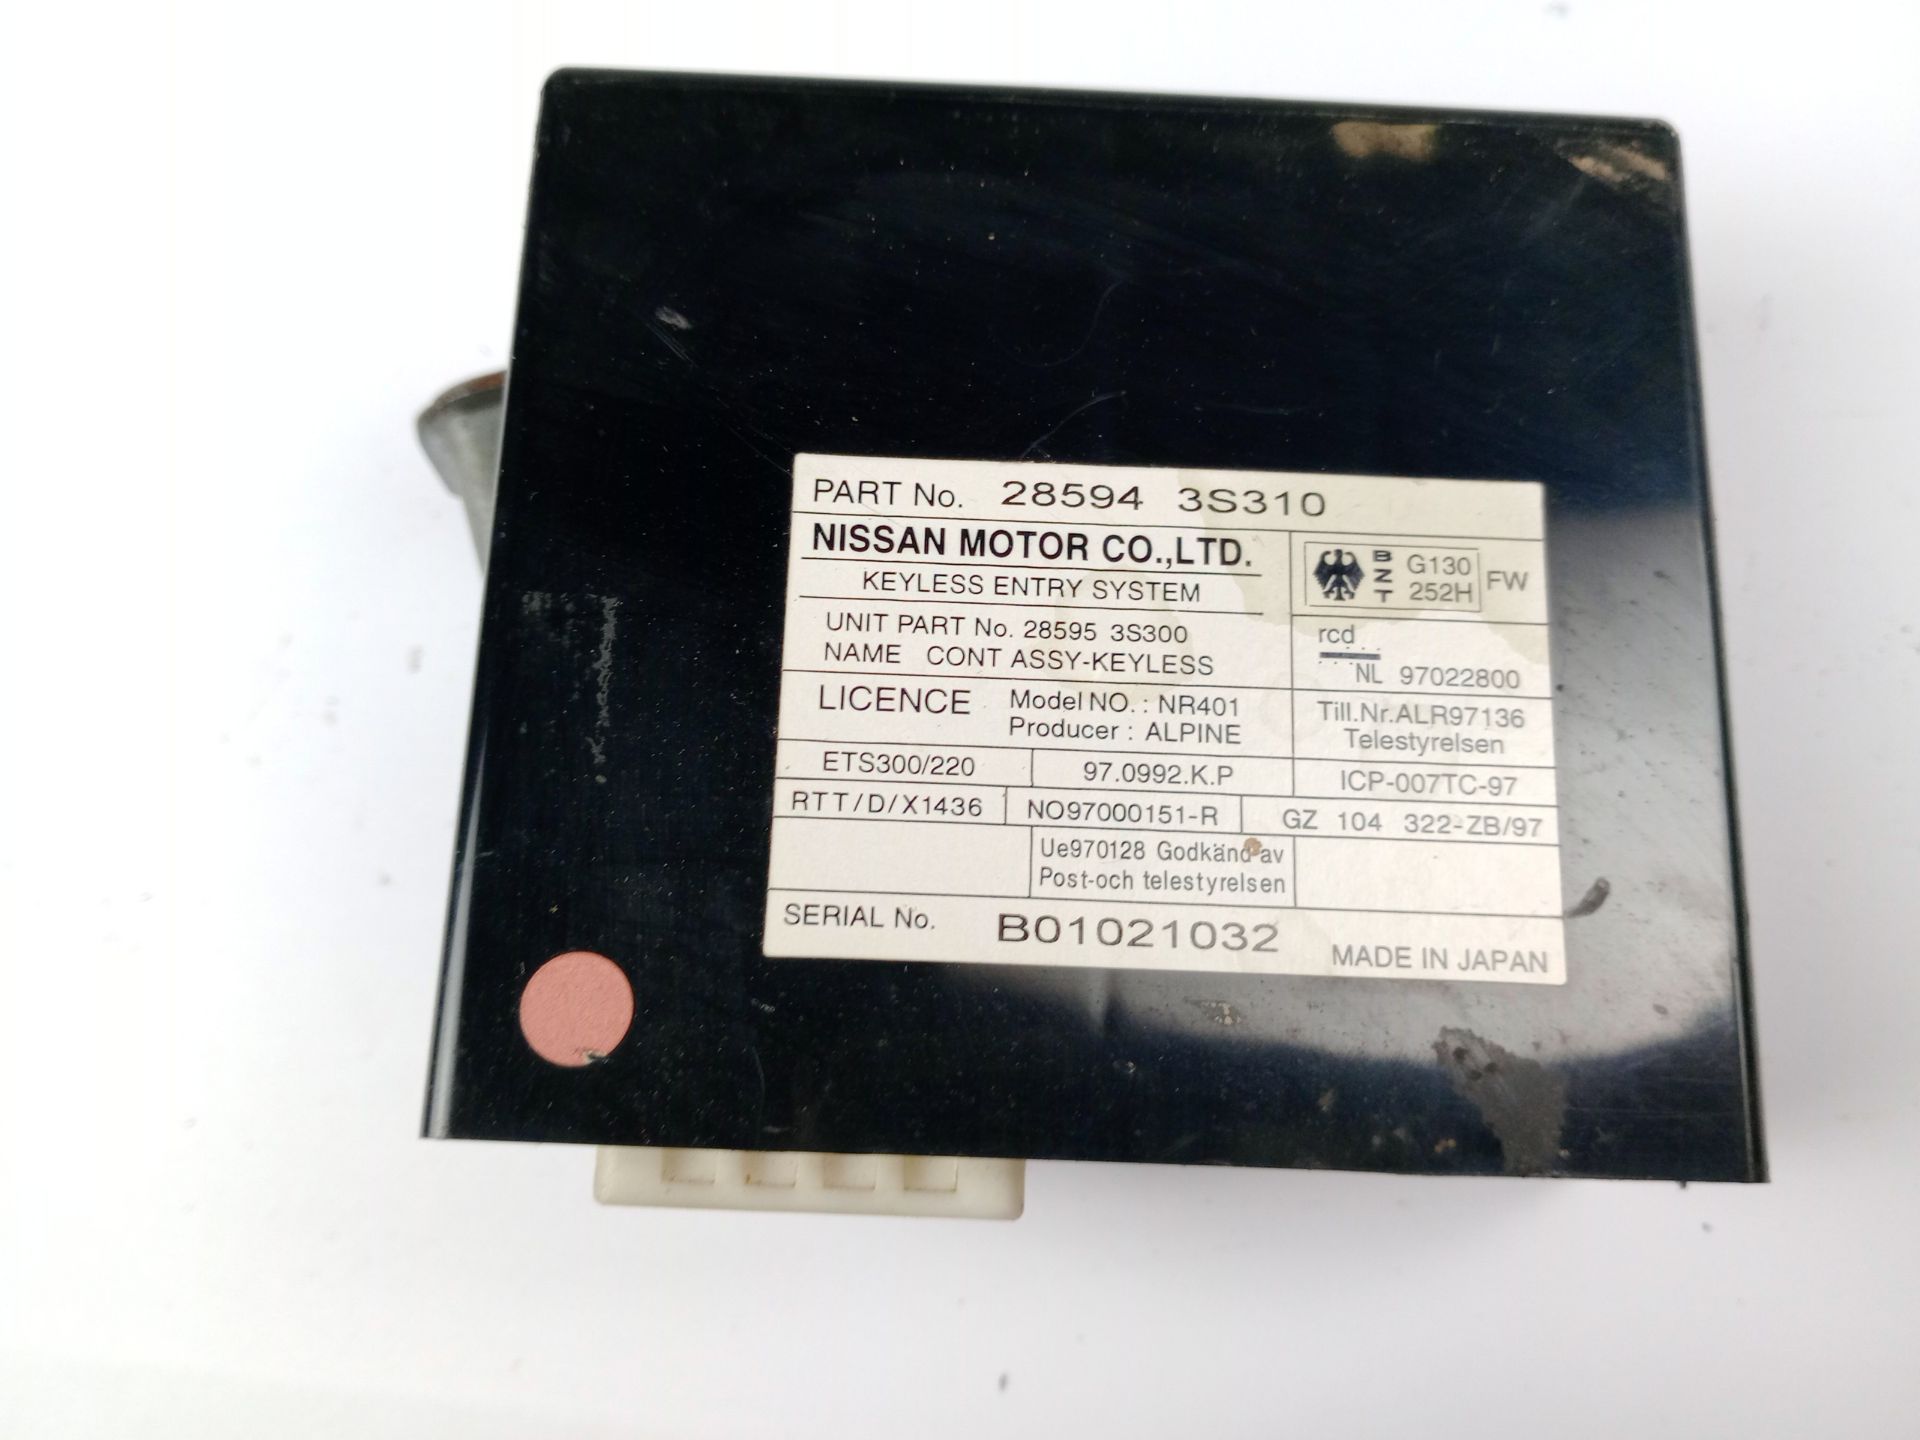 PART No. 28594 3S310
NISSAN MOTOR CO.,LTD.
KEYLESS ENTRY SYSTEM
UNIT PART No. 28595 3S300
NAME CONT ASSY-KEYLESS
BZT G130 252H FW
rcd
NL 97022800
LICENCE Model NO. : NR401
Producer : ALPINE
Till.Nr.ALR97136
Telestyrelsen
ETS300/220 97.0992.K.P ICP-007TC-97
RTT/D/X1436 NO97000151-R GZ 104 322-ZB/97
Ue970128 Godkänd av
Post-och telestyrelsen
SERIAL No. B01021032 MADE IN JAPAN